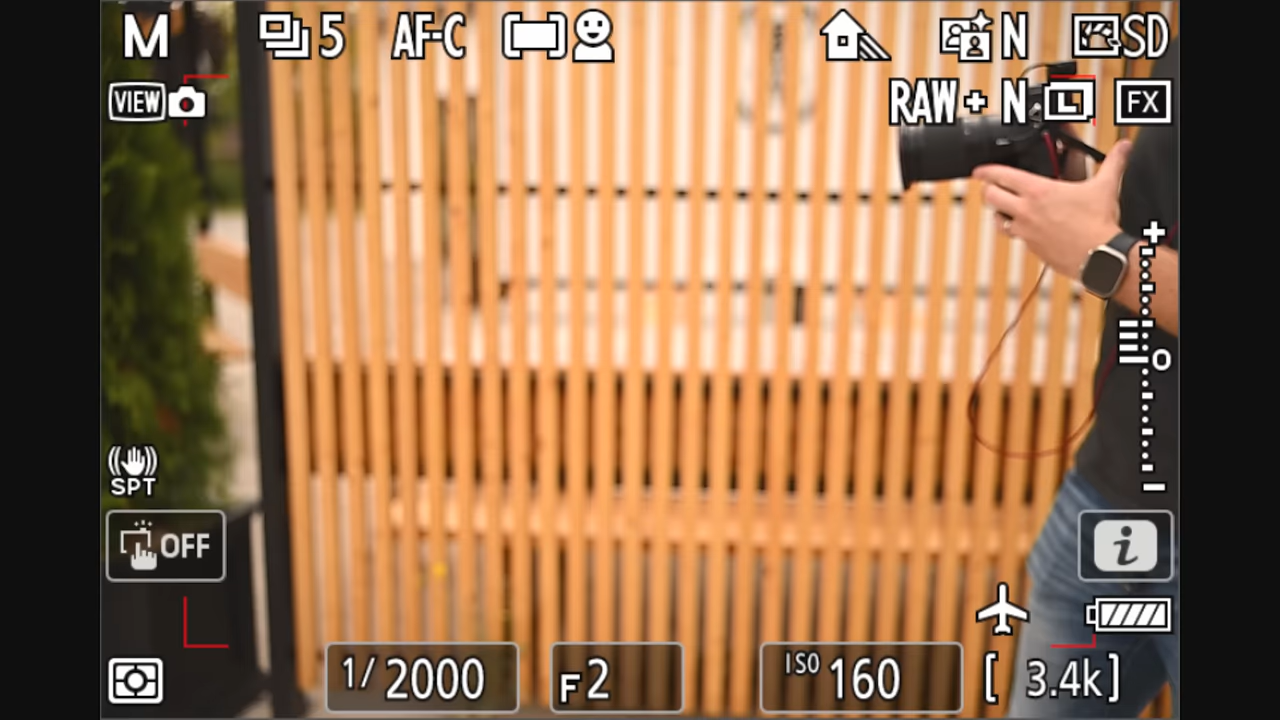 M 5 AF-C N SD
VIEW RAW + N L FX
+
O
SPT
−
OFF i
1/2000 F2 ISO 160 [ 3.4k ]